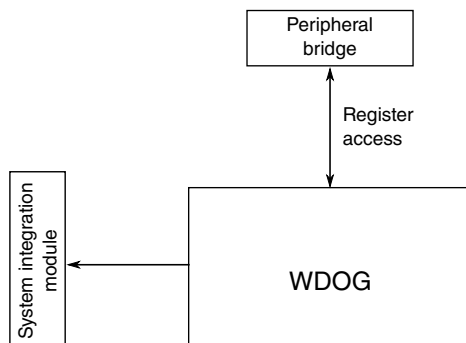 Peripheral
bridge
Register
access
System integration
module
WDOG